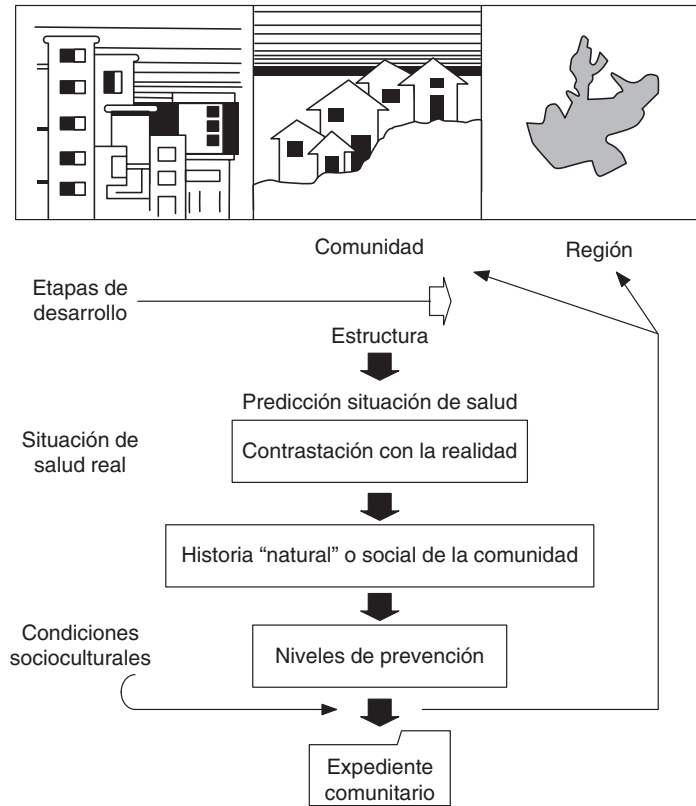 Comunidad
Región
Etapas de
desarrollo
Estructura
Predicción situación de salud
Situación de
salud real
Contrastación con la realidad
Historia “natural” o social de la comunidad
Condiciones
socioculturales
Niveles de prevención
Expediente
comunitario